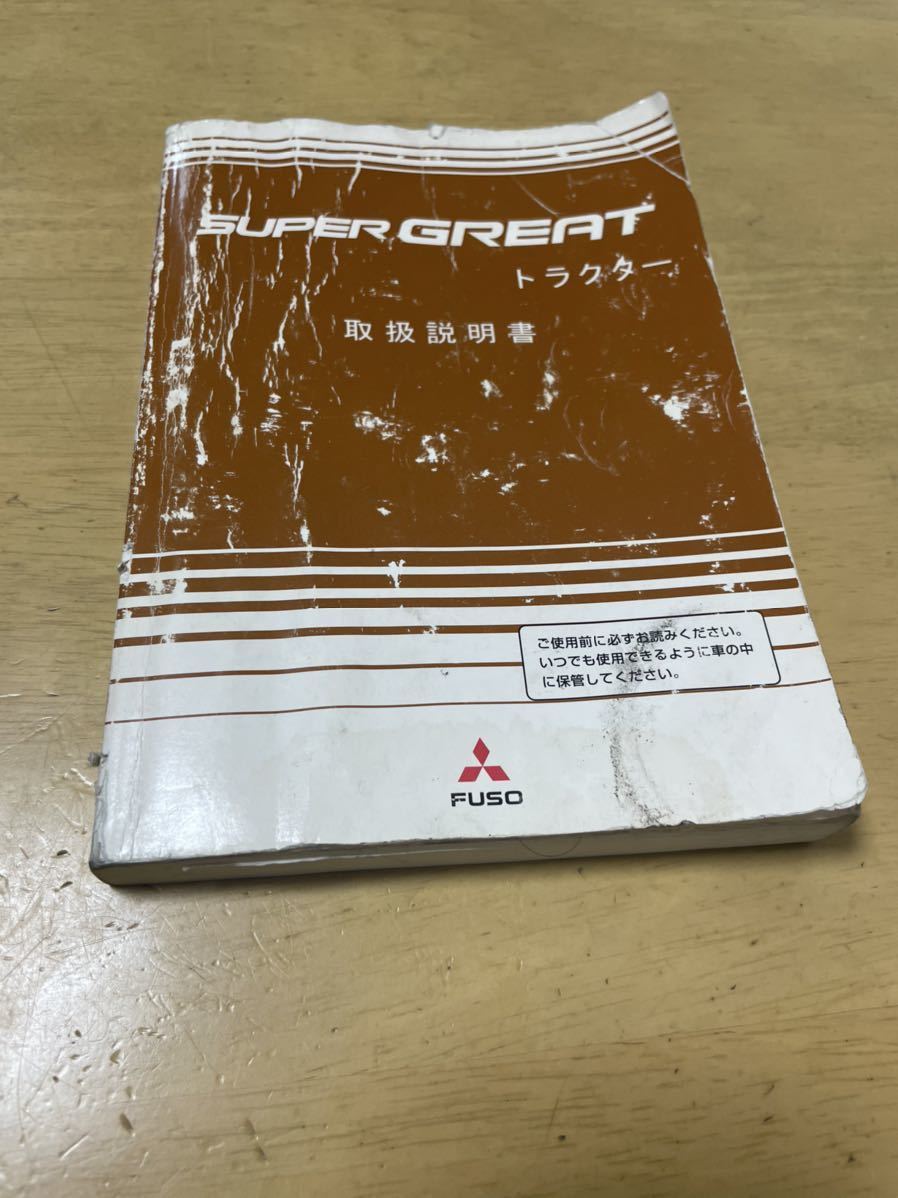 SUPER GREAT
トラクター
取扱説明書
ご使用前に必ずお読みください。
いつでも使用できるように車の中
に保管してください。
FUSO